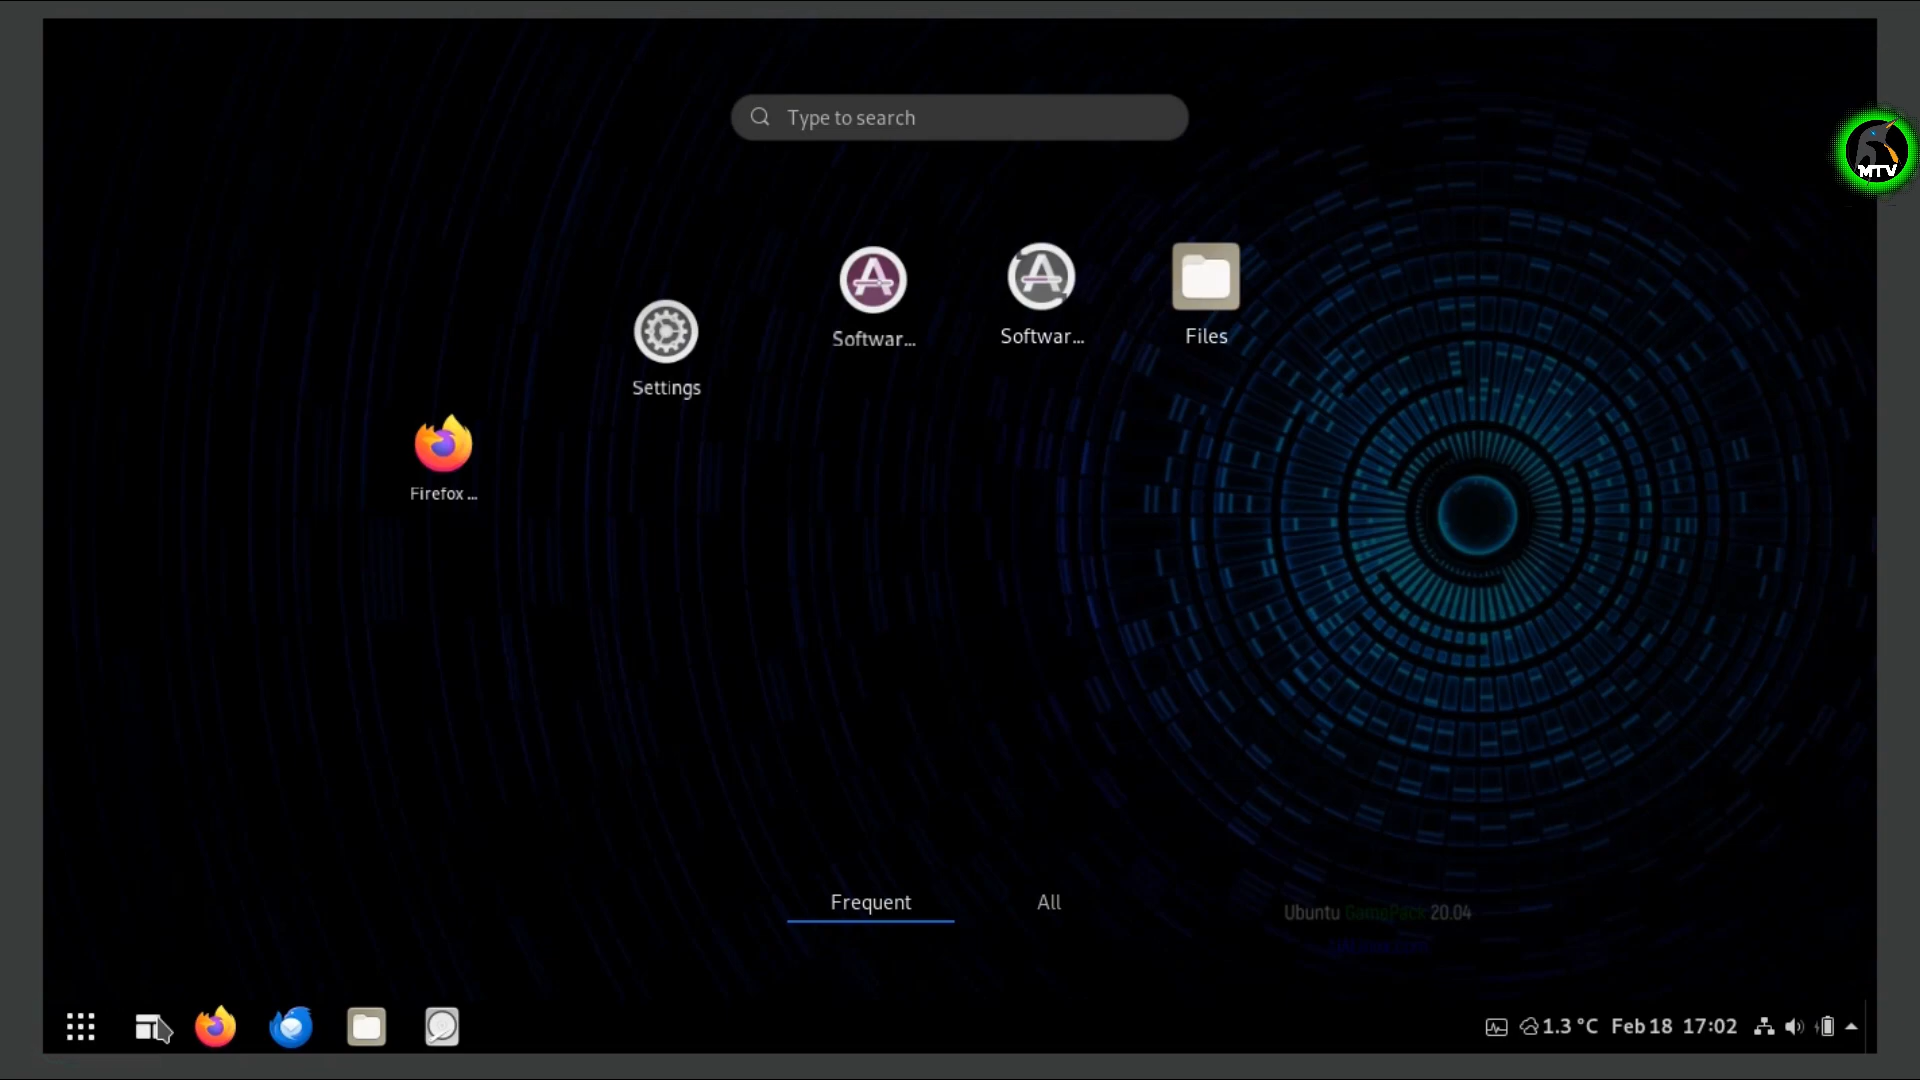 Type to search
MTV
Softwar...
Softwar...
Files
Settings
Firefox ...
Frequent
All
Ubuntu GamePack 20.04
1.3 °C Feb 18 17:02